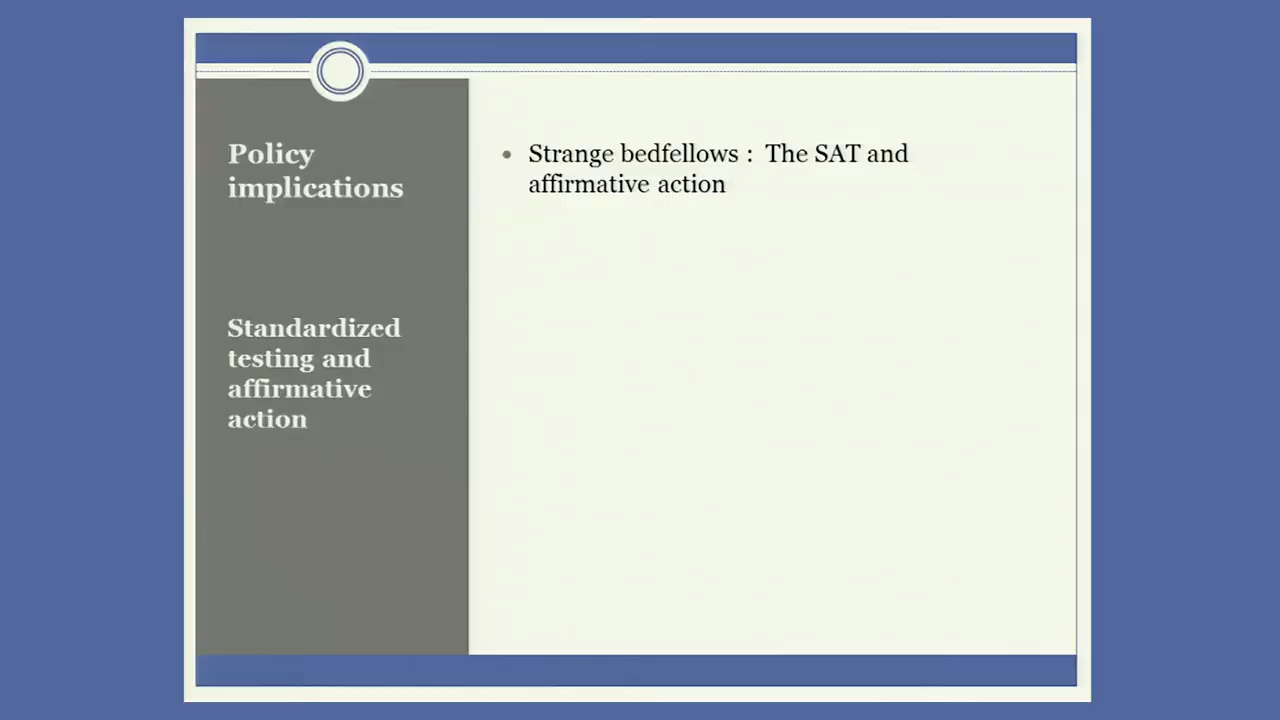 Policy
implications
Standardized
testing and
affirmative
action
• Strange bedfellows :  The SAT and
affirmative action